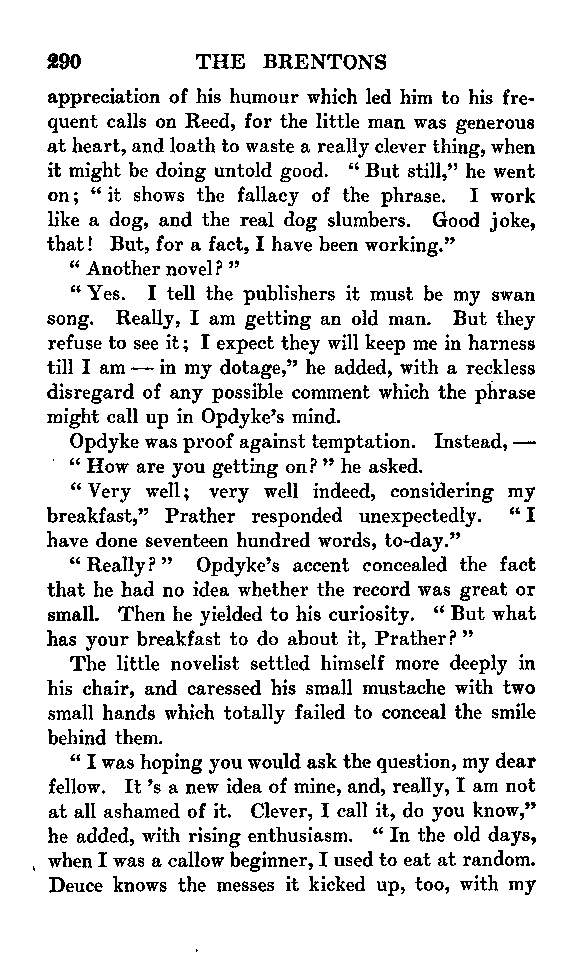 290 THE BRENTONS
appreciation of his humour which led him to his fre-
quent calls on Reed, for the little man was generous
at heart, and loath to waste a really clever thing, when
it might be doing untold good. “ But still,” he went
on; “ it shows the fallacy of the phrase. I work
like a dog, and the real dog slumbers. Good joke,
that! But, for a fact, I have been working.”
“ Another novel? ”
“ Yes. I tell the publishers it must be my swan
song. Really, I am getting an old man. But they
refuse to see it; I expect they will keep me in harness
till I am — in my dotage,” he added, with a reckless
disregard of any possible comment which the phrase
might call up in Opdyke’s mind.
Opdyke was proof against temptation. Instead, —
“ How are you getting on? ” he asked.
“ Very well; very well indeed, considering my
breakfast,” Prather responded unexpectedly. “ I
have done seventeen hundred words, to-day.”
“ Really? ” Opdyke’s accent concealed the fact
that he had no idea whether the record was great or
small. Then he yielded to his curiosity. “ But what
has your breakfast to do about it, Prather? ”
The little novelist settled himself more deeply in
his chair, and caressed his small mustache with two
small hands which totally failed to conceal the smile
behind them.
“ I was hoping you would ask the question, my dear
fellow. It ’s a new idea of mine, and, really, I am not
at all ashamed of it. Clever, I call it, do you know,”
he added, with rising enthusiasm. “ In the old days,
when I was a callow beginner, I used to eat at random.
Deuce knows the messes it kicked up, too, with my